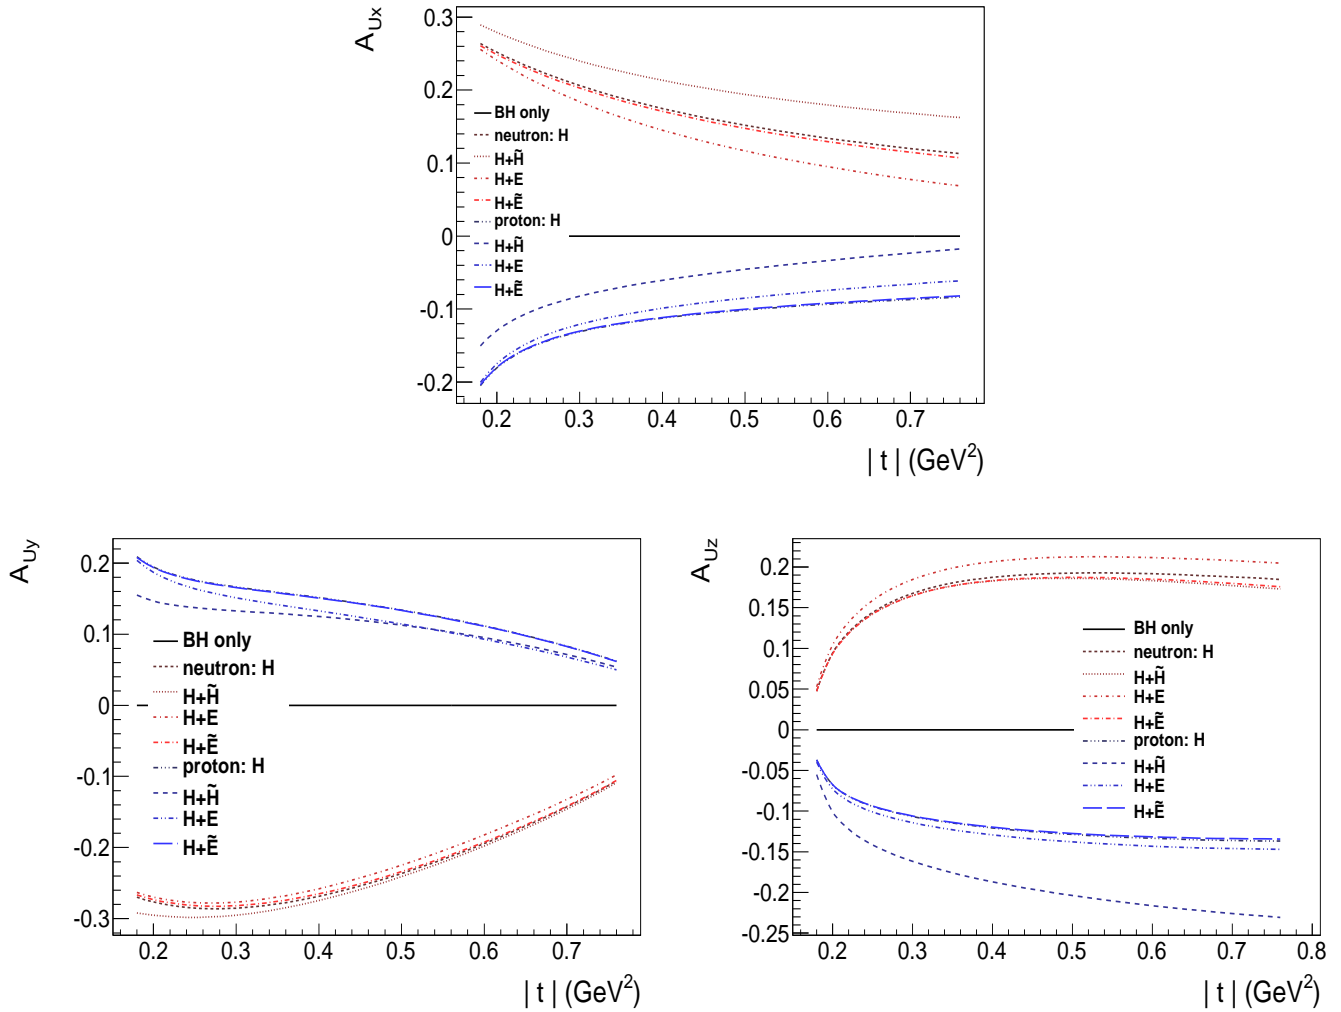 A_Ux
0.3
0.2
0.1
0
-0.1
-0.2
BH only
neutron: H
H+H̃
H+E
H+Ẽ
proton: H
H+H̃
H+E
H+Ẽ
0.2 0.3 0.4 0.5 0.6 0.7
| t | (GeV²)
A_Uy
0.2
0.1
0
-0.1
-0.2
-0.3
BH only
neutron: H
H+H̃
H+E
H+Ẽ
proton: H
H+H̃
H+E
H+Ẽ
0.2 0.3 0.4 0.5 0.6 0.7
| t | (GeV²)
A_Uz
0.2
0.15
0.1
0.05
0
-0.05
-0.1
-0.15
-0.2
-0.25
BH only
neutron: H
H+H̃
H+E
H+Ẽ
proton: H
H+H̃
H+E
H+Ẽ
0.2 0.3 0.4 0.5 0.6 0.7 0.8
| t | (GeV²)